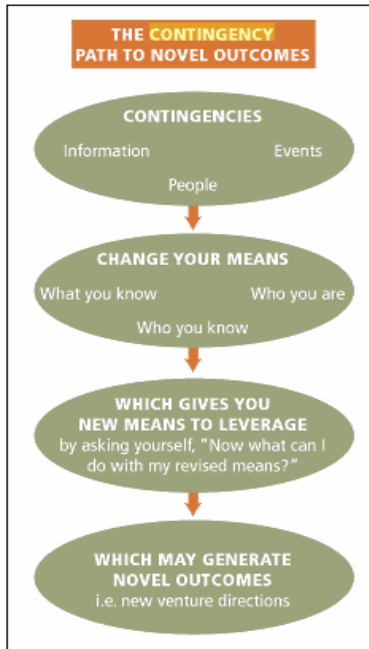 THE CONTINGENCY
PATH TO NOVEL OUTCOMES
CONTINGENCIES
Information Events
People
CHANGE YOUR MEANS
What you know Who you are
Who you know
WHICH GIVES YOU
NEW MEANS TO LEVERAGE
by asking yourself, "Now what can I
do with my revised means?"
WHICH MAY GENERATE
NOVEL OUTCOMES
i.e. new venture directions